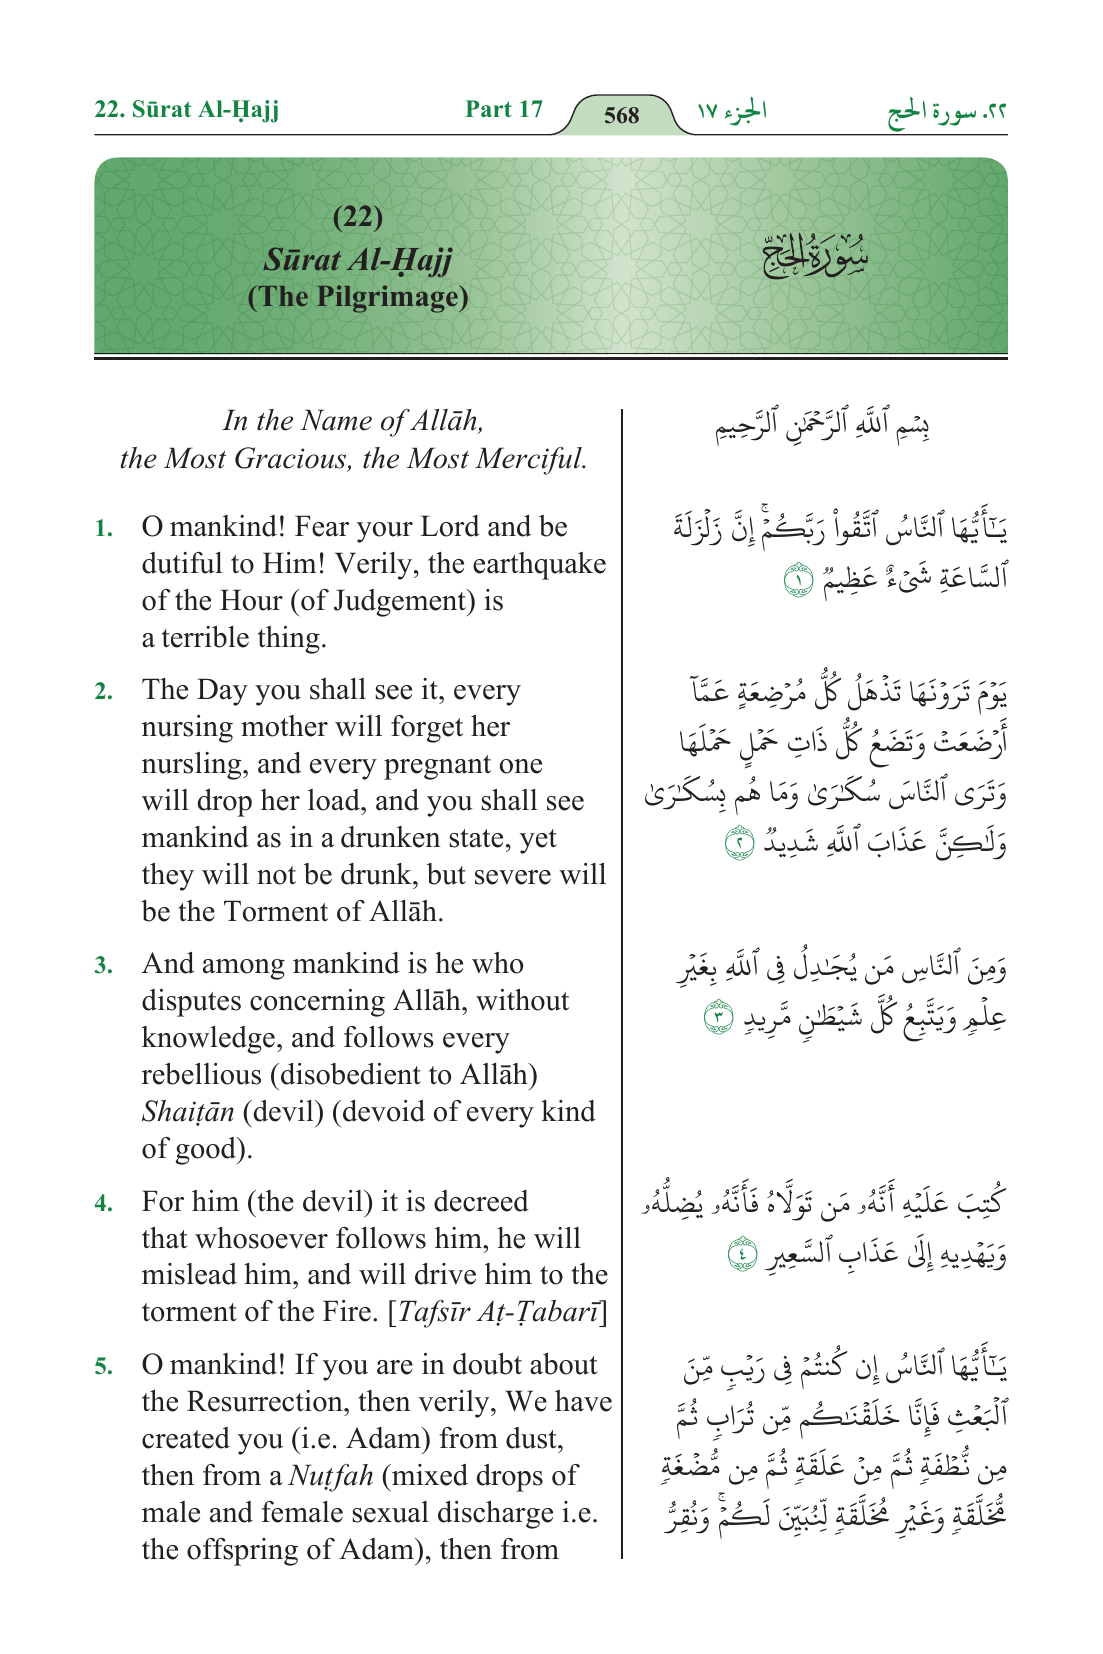 22. Sūrat Al-Ḥajj Part 17 568 الجزء ١٧ ٢٢. سورة الحج
(22)
Sūrat Al-Ḥajj
(The Pilgrimage)
سُورَةُ الحَجِّ
In the Name of Allāh,
the Most Gracious, the Most Merciful.
1. O mankind! Fear your Lord and be
dutiful to Him! Verily, the earthquake
of the Hour (of Judgement) is
a terrible thing.
2. The Day you shall see it, every
nursing mother will forget her
nursling, and every pregnant one
will drop her load, and you shall see
mankind as in a drunken state, yet
they will not be drunk, but severe will
be the Torment of Allāh.
3. And among mankind is he who
disputes concerning Allāh, without
knowledge, and follows every
rebellious (disobedient to Allāh)
Shaiṭān (devil) (devoid of every kind
of good).
4. For him (the devil) it is decreed
that whosoever follows him, he will
mislead him, and will drive him to the
torment of the Fire. [Tafsīr Aṭ-Ṭabarī]
5. O mankind! If you are in doubt about
the Resurrection, then verily, We have
created you (i.e. Adam) from dust,
then from a Nuṭfah (mixed drops of
male and female sexual discharge i.e.
the offspring of Adam), then from
بِسۡمِ ٱللَّهِ ٱلرَّحۡمَٰنِ ٱلرَّحِيمِ
يَٰٓأَيُّهَا ٱلنَّاسُ ٱتَّقُواْ رَبَّكُمۡۚ إِنَّ زَلۡزَلَةَ
ٱلسَّاعَةِ شَيۡءٌ عَظِيمٞ ١
يَوۡمَ تَرَوۡنَهَا تَذۡهَلُ كُلُّ مُرۡضِعَةٍ عَمَّآ
أَرۡضَعَتۡ وَتَضَعُ كُلُّ ذَاتِ حَمۡلٍ حَمۡلَهَا
وَتَرَى ٱلنَّاسَ سُكَٰرَىٰ وَمَا هُم بِسُكَٰرَىٰ
وَلَٰكِنَّ عَذَابَ ٱللَّهِ شَدِيدٞ ٢
وَمِنَ ٱلنَّاسِ مَن يُجَٰدِلُ فِي ٱللَّهِ بِغَيۡرِ
عِلۡمٖ وَيَتَّبِعُ كُلَّ شَيۡطَٰنٖ مَّرِيدٖ ٣
كُتِبَ عَلَيۡهِ أَنَّهُۥ مَن تَوَلَّاهُ فَأَنَّهُۥ يُضِلُّهُۥ
وَيَهۡدِيهِ إِلَىٰ عَذَابِ ٱلسَّعِيرِ ٤
يَٰٓأَيُّهَا ٱلنَّاسُ إِن كُنتُمۡ فِي رَيۡبٖ مِّنَ
ٱلۡبَعۡثِ فَإِنَّا خَلَقۡنَٰكُم مِّن تُرَابٖ ثُمَّ
مِن نُّطۡفَةٖ ثُمَّ مِنۡ عَلَقَةٖ ثُمَّ مِن مُّضۡغَةٖ
مُّخَلَّقَةٖ وَغَيۡرِ مُخَلَّقَةٖ لِّنُبَيِّنَ لَكُمۡۚ وَنُقِرُّ